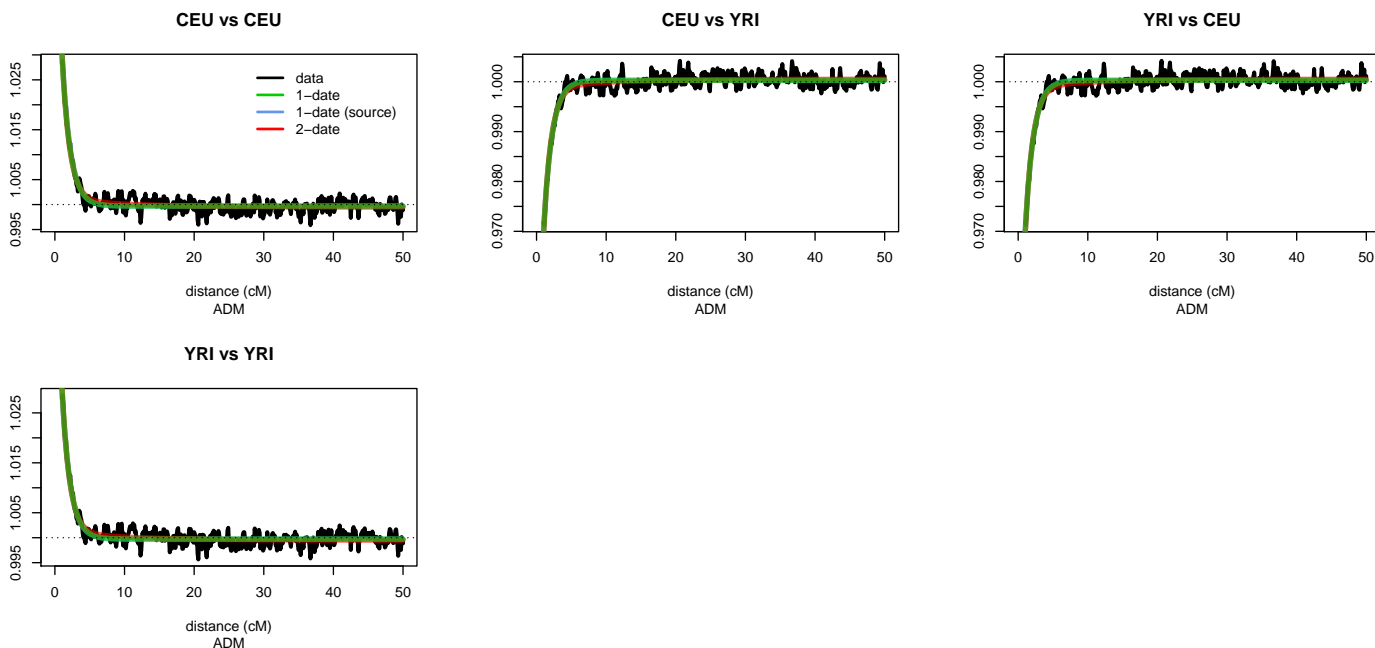 CEU vs CEU
1.025
1.015
1.005
0.995
data
1−date
1−date (source)
2−date
0 10 20 30 40 50
distance (cM)
ADM
CEU vs YRI
1.000
0.990
0.980
0.970
0 10 20 30 40 50
distance (cM)
ADM
YRI vs CEU
1.000
0.990
0.980
0.970
0 10 20 30 40 50
distance (cM)
ADM
YRI vs YRI
1.025
1.015
1.005
0.995
0 10 20 30 40 50
distance (cM)
ADM